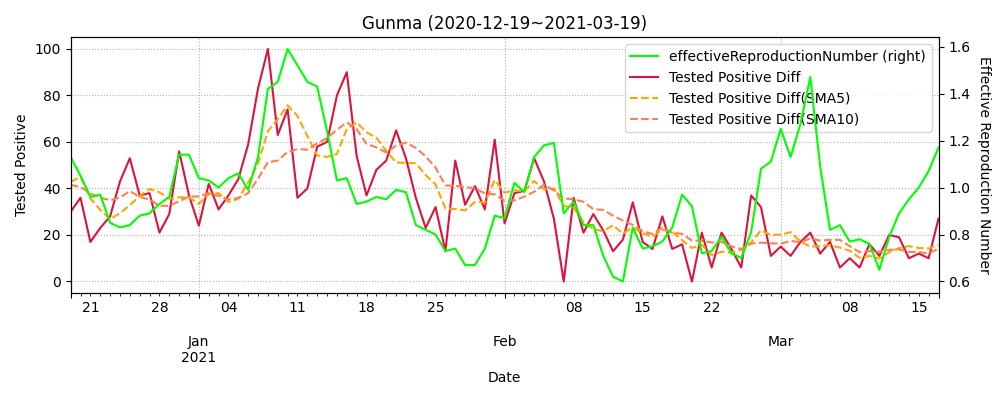 Gunma (2020-12-19~2021-03-19)
effectiveReproductionNumber (right)
Tested Positive Diff
Tested Positive Diff(SMA5)
Tested Positive Diff(SMA10)
Tested Positive
100
80
60
40
20
0
Effective Reproduction Number
1.6
1.4
1.2
1.0
0.8
0.6
21 28 04 11 18 25 08 15 22 08 15
Jan Feb Mar
2021
Date